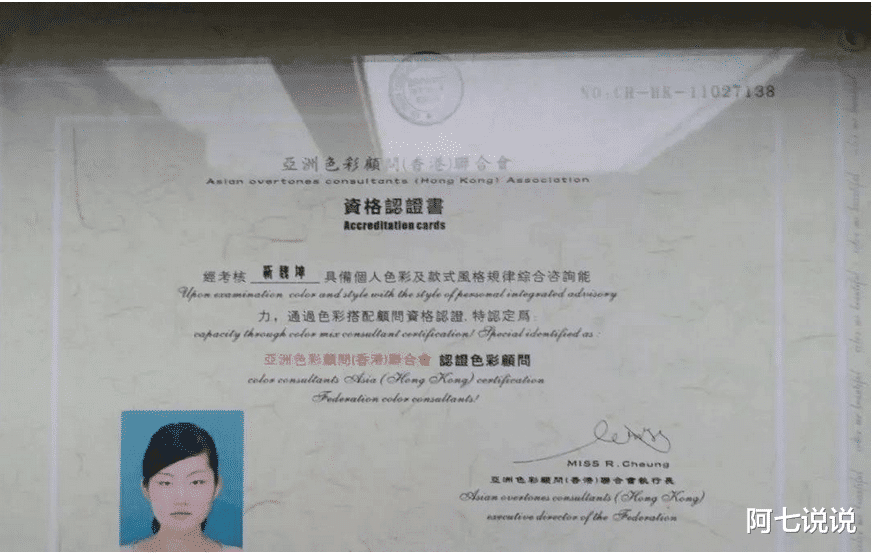 NO:CR-HK-11027138
亞洲色彩顧問(香港)聯合會
Asian overtones consultants (Hong Kong) Association
資格認證書
Accreditation cards
經考核 靳魏坤 具備個人色彩及款式風格規律綜合咨詢能
Upon examination color and style with the style of personal integrated advisory
力，通過色彩搭配顧問資格認證.特認定爲:
capacity through color mix consultant certification! Special identified as:
亞洲色彩顧問(香港)聯合會 認證色彩顧問
color consultants Asia (Hong Kong) certification
Federation color consultants!
MISS R. Cheung
亞洲色彩顧問(香港)聯合會執行長
Asian overtones consultants (Hong Kong)
executive director of the Federation
阿七说说